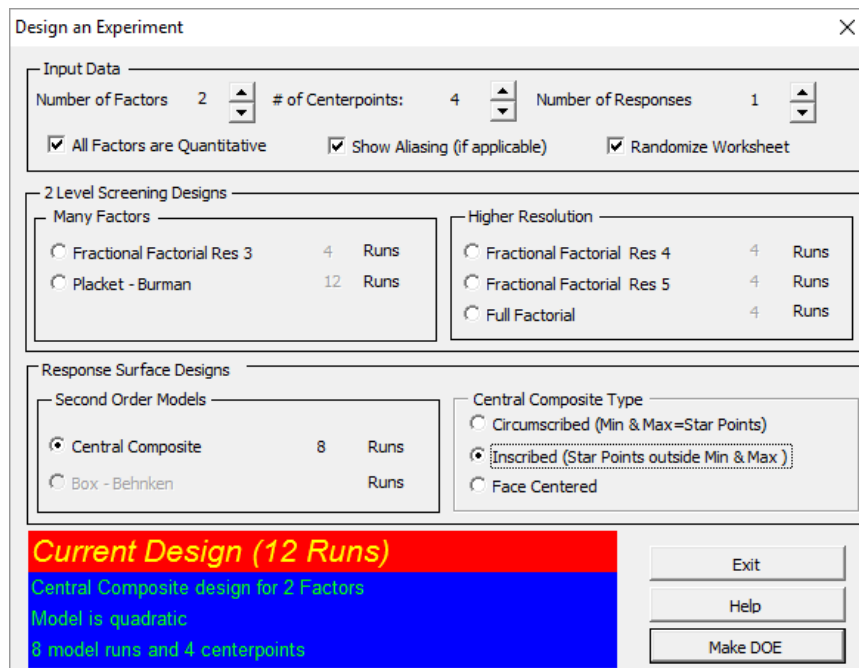 Design an Experiment
Input Data
Number of Factors 2 # of Centerpoints: 4 Number of Responses 1
All Factors are Quantitative Show Aliasing (if applicable) Randomize Worksheet
2 Level Screening Designs
Many Factors
Fractional Factorial Res 3 4 Runs
Placket - Burman 12 Runs
Higher Resolution
Fractional Factorial Res 4 4 Runs
Fractional Factorial Res 5 4 Runs
Full Factorial 4 Runs
Response Surface Designs
Second Order Models
Central Composite 8 Runs
Box - Behnken Runs
Central Composite Type
Circumscribed (Min & Max=Star Points)
Inscribed (Star Points outside Min & Max )
Face Centered
Current Design (12 Runs)
Central Composite design for 2 Factors
Model is quadratic
8 model runs and 4 centerpoints
Exit
Help
Make DOE